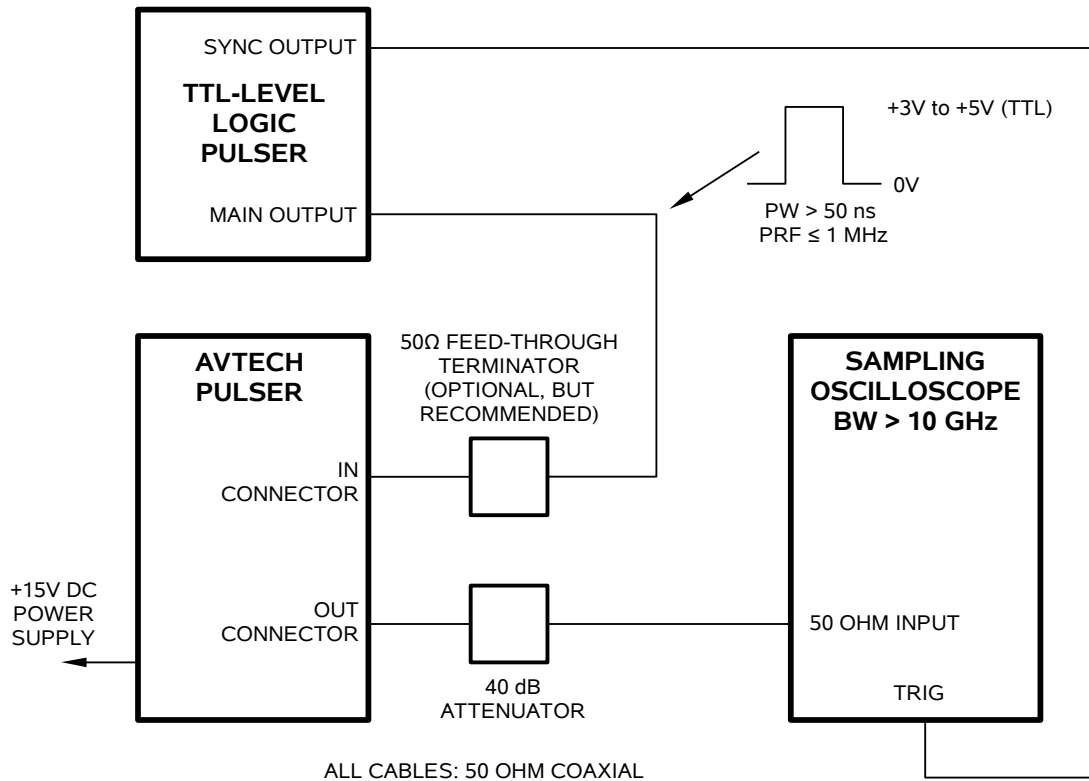 SYNC OUTPUT
TTL-LEVEL
LOGIC
PULSER
MAIN OUTPUT
+3V to +5V (TTL)
0V
PW > 50 ns
PRF ≤ 1 MHz
AVTECH
PULSER
IN
CONNECTOR
OUT
CONNECTOR
50Ω FEED-THROUGH
TERMINATOR
(OPTIONAL, BUT
RECOMMENDED)
SAMPLING
OSCILLOSCOPE
BW > 10 GHz
50 OHM INPUT
TRIG
+15V DC
POWER
SUPPLY
40 dB
ATTENUATOR
ALL CABLES: 50 OHM COAXIAL